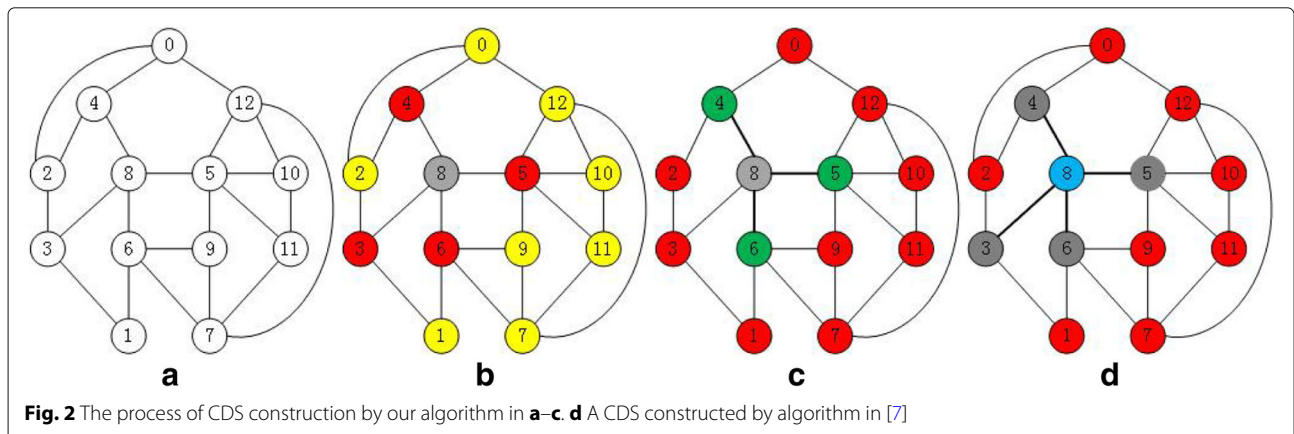 0 0 0 0
4 12 4 12 4 12 4 12
2 8 5 10 2 8 5 10 2 8 5 10 2 8 5 10
3 6 9 11 3 6 9 11 3 6 9 11 3 6 9 11
1 7 1 7 1 7 1 7
a b c d
Fig. 2 The process of CDS construction by our algorithm in a–c. d A CDS constructed by algorithm in [7]